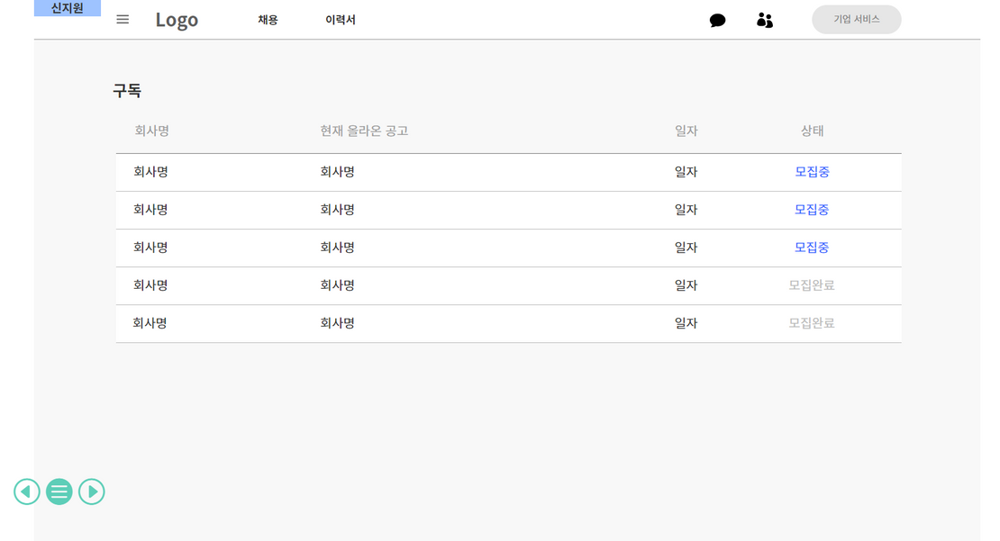 신지원
Logo 채용 이력서 기업 서비스
구독
회사명 현재 올라온 공고 일자 상태
회사명 회사명 일자 모집중
회사명 회사명 일자 모집중
회사명 회사명 일자 모집중
회사명 회사명 일자 모집완료
회사명 회사명 일자 모집완료